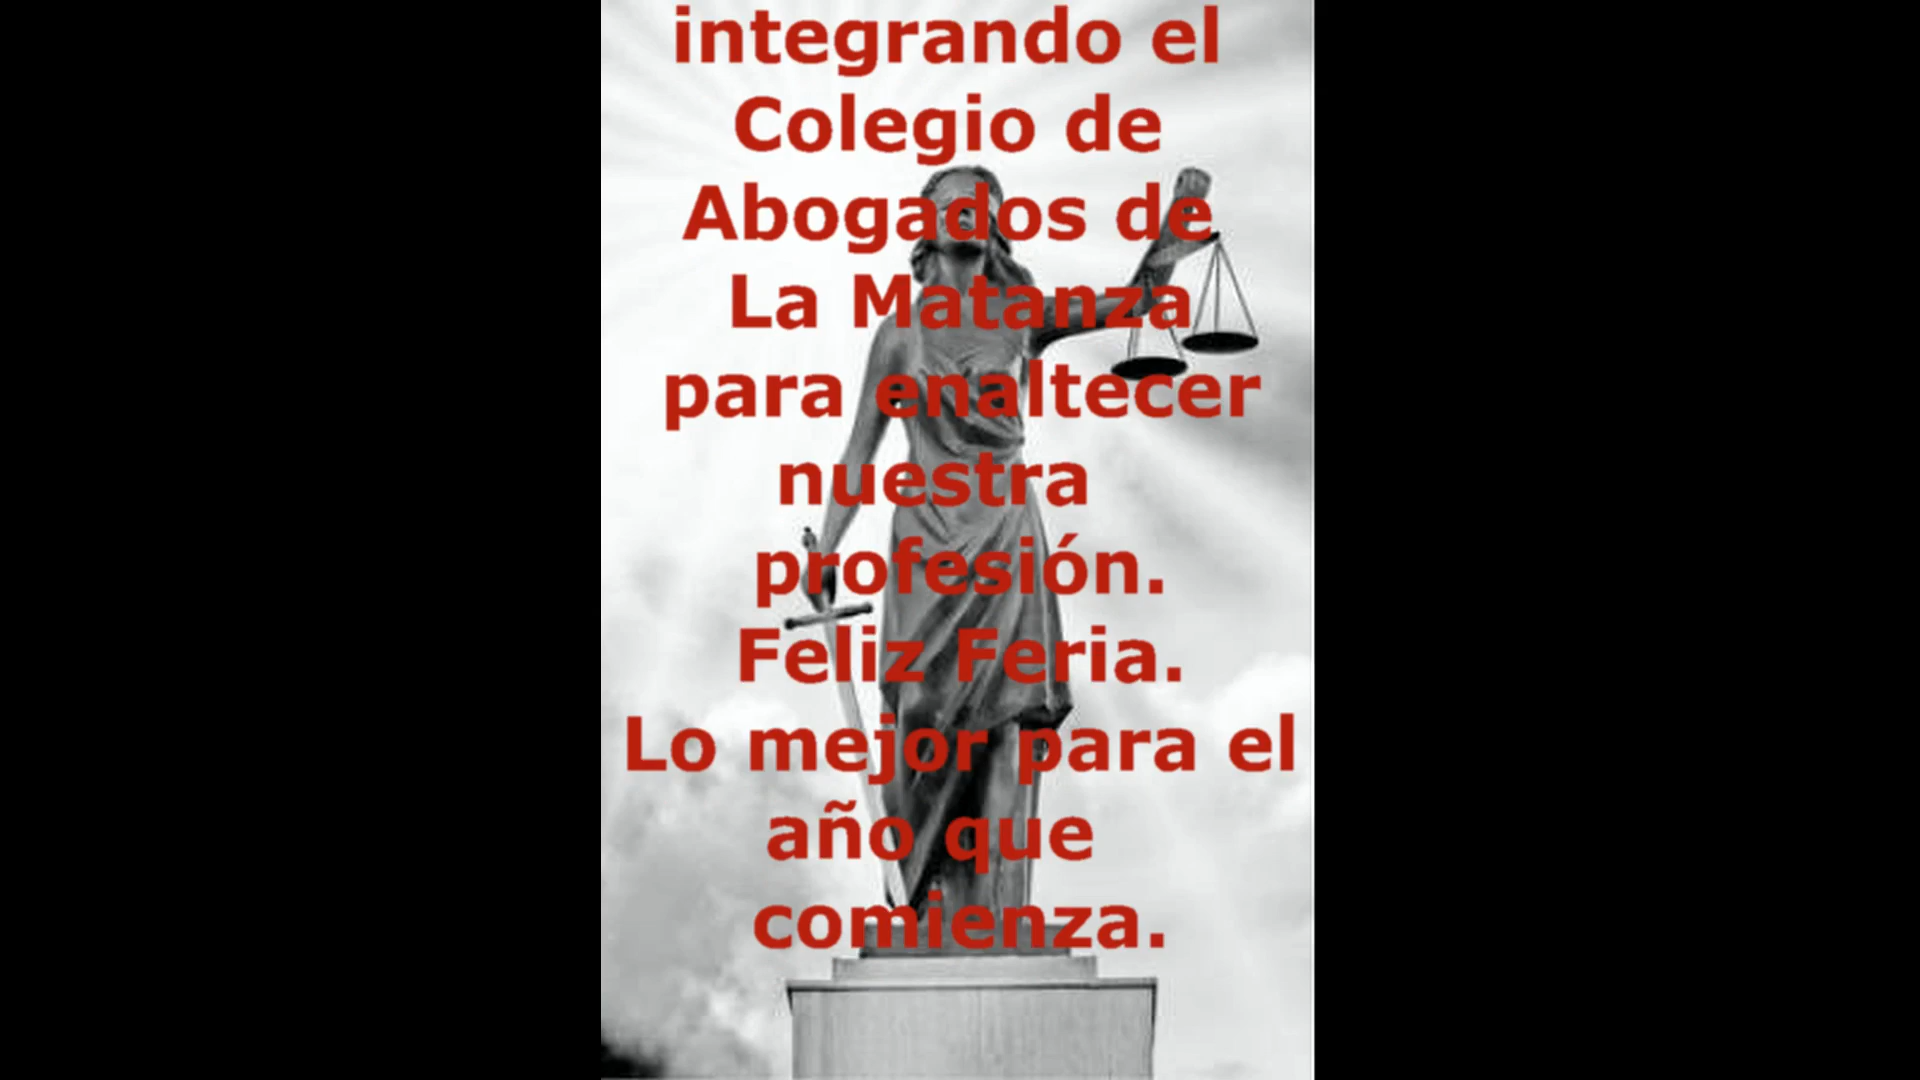 integrando el
Colegio de
Abogados de
La Matanza
para enaltecer
nuestra
profesión.
Feliz Feria.
Lo mejor para el
año que
comienza.